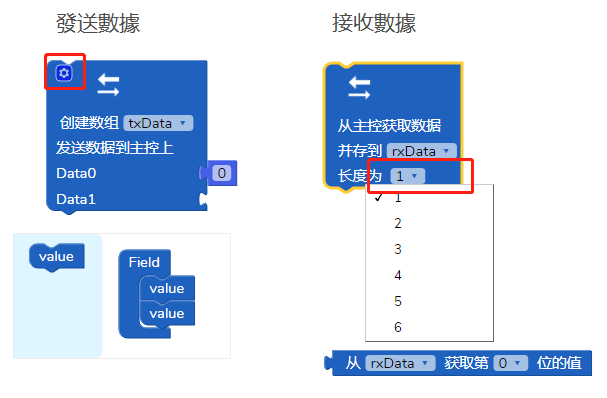 發送數據
创建数组 txData
发送数据到主控上
Data0 0
Data1
value
Field
value
value
接收數據
从主控获取数据
并存到 rxData
长度为 1
✓ 1
2
3
4
5
6
从 rxData 获取第 0 位的值